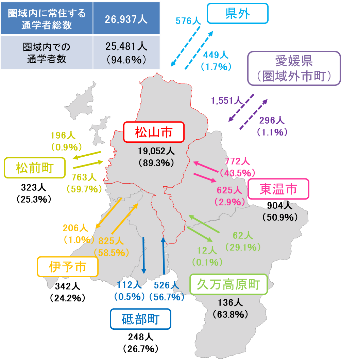 圏域内に常住する
通学者総数
26,937人
圏域内での
通学者数
25,481人
(94.6%)
576人
県外
449人
(1.7%)
愛媛県
(圏域外市町)
1,551人
296人
(1.1%)
松山市
19,052人
(89.3%)
196人
(0.9%)
松前町
763人
(59.7%)
323人
(25.3%)
772人
(43.5%)
625人
(2.9%)
東温市
904人
(50.9%)
206人
(1.0%)
825人
(58.5%)
伊予市
342人
(24.2%)
62人
(29.1%)
12人
(0.1%)
久万高原町
136人
(63.8%)
112人
(0.5%)
526人
(56.7%)
砥部町
248人
(26.7%)